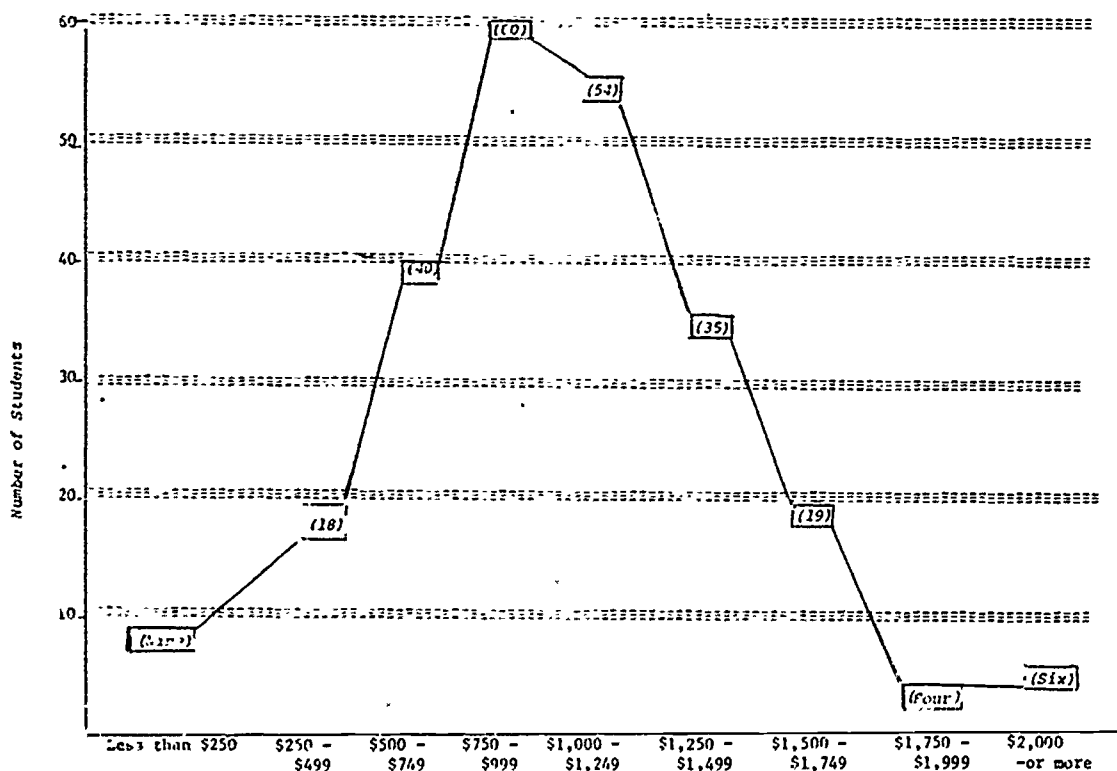 60
(60)
(54)
50
40
(40)
(35)
30
Number of Students
20
(18)
(19)
10
(Nine)
(Four)
(Six)
Less than $250 $250 - $500 - $750 - $1,000 - $1,250 - $1,500 - $1,750 - $2,000
$499 $749 $999 $1,249 $1,499 $1,749 $1,999 -or more